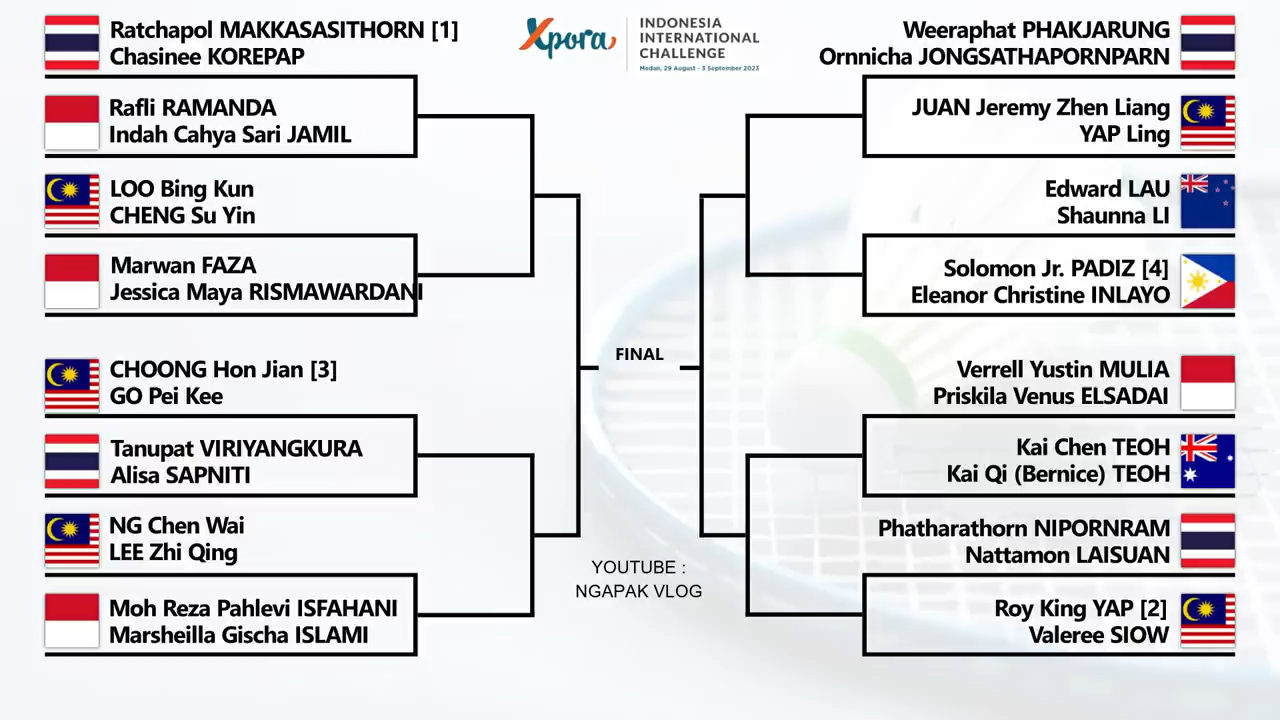 Ratchapol MAKKASASITHORN [1]
Chasinee KOREPAP
Rafli RAMANDA
Indah Cahya Sari JAMIL
LOO Bing Kun
CHENG Su Yin
Marwan FAZA
Jessica Maya RISMAWARDANI
CHOONG Hon Jian [3]
GO Pei Kee
Tanupat VIRIYANGKURA
Alisa SAPNITI
NG Chen Wai
LEE Zhi Qing
Moh Reza Pahlevi ISFAHANI
Marsheilla Gischa ISLAMI
Xpora
INDONESIA
INTERNATIONAL
CHALLENGE
Medan, 29 August - 3 September 2023
FINAL
YOUTUBE :
NGAPAK VLOG
Weeraphat PHAKJARUNG
Ornnicha JONGSATHAPORNPARN
JUAN Jeremy Zhen Liang
YAP Ling
Edward LAU
Shaunna LI
Solomon Jr. PADIZ [4]
Eleanor Christine INLAYO
Verrell Yustin MULIA
Priskila Venus ELSADAI
Kai Chen TEOH
Kai Qi (Bernice) TEOH
Phatharathorn NIPORNRAM
Nattamon LAISUAN
Roy King YAP [2]
Valeree SIOW